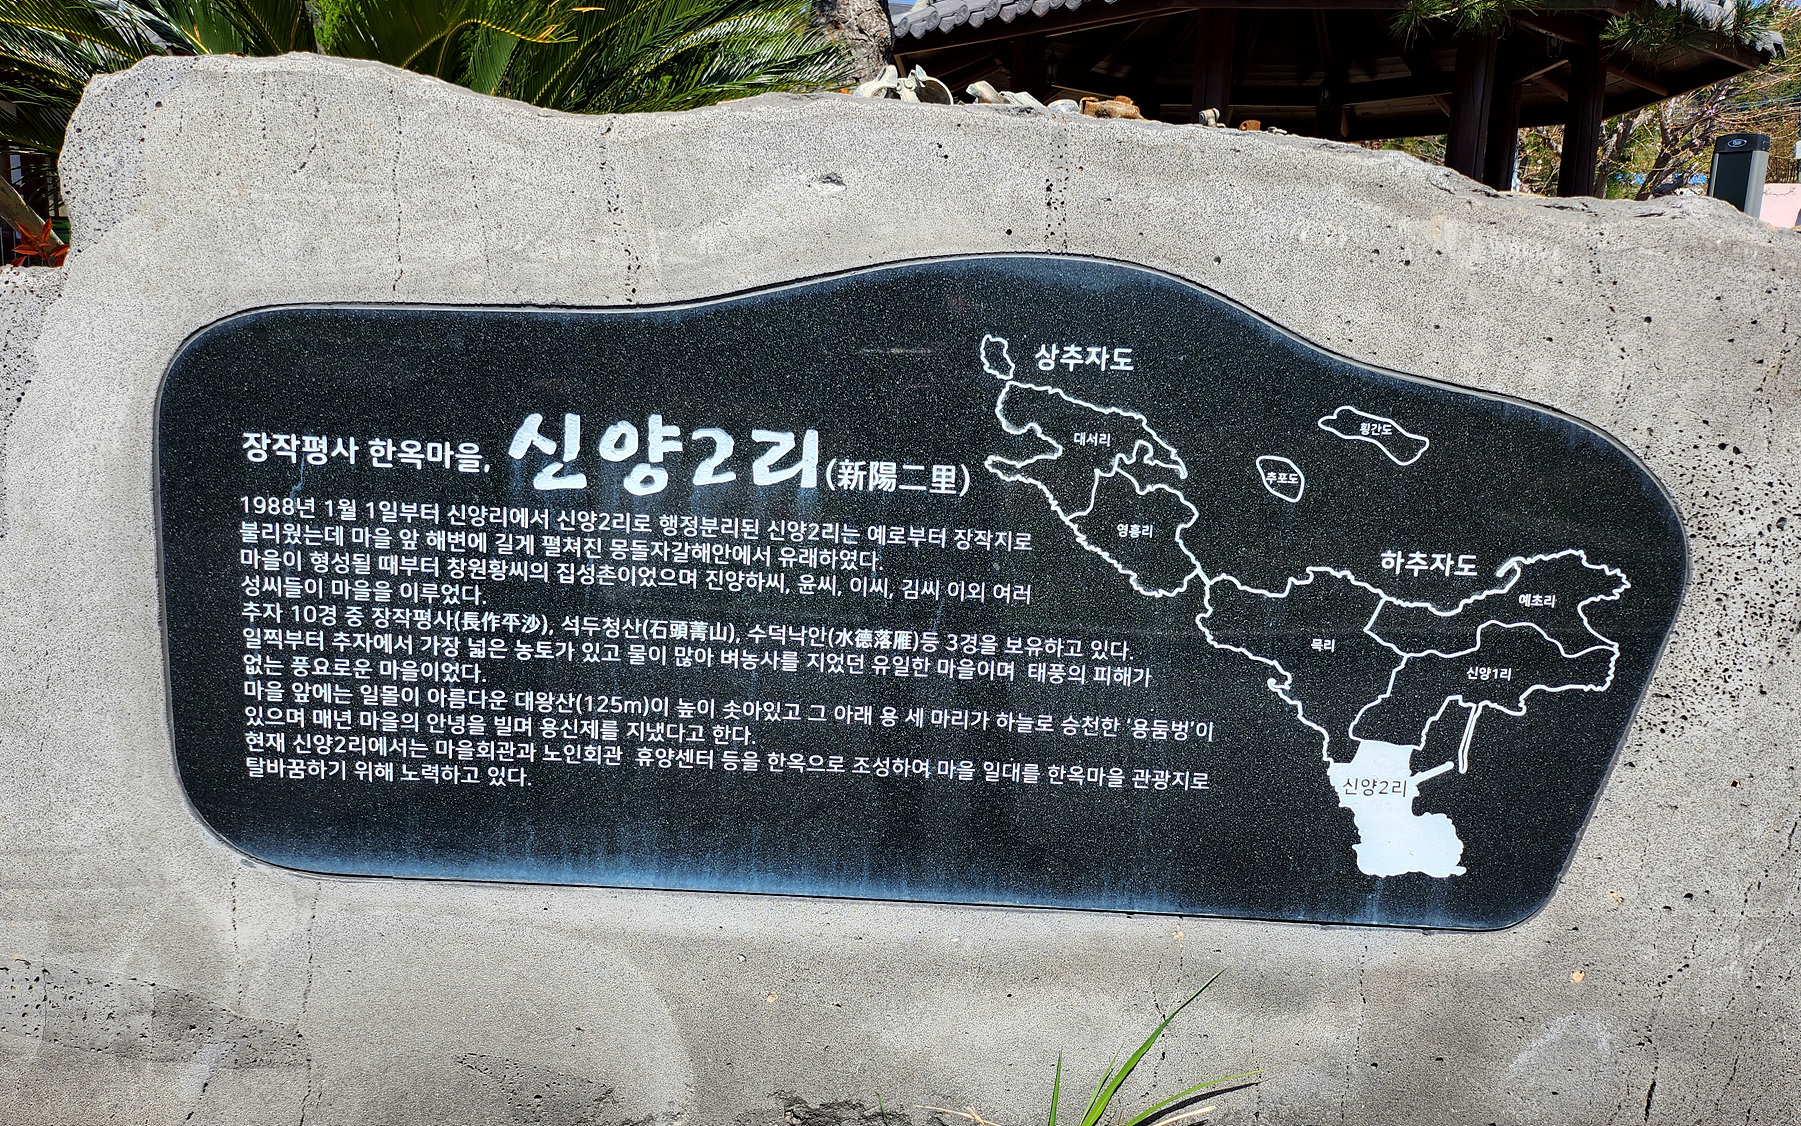 장작평사 한옥마을, 신양2리(新陽二里)
1988년 1월 1일부터 신양리에서 신양2리로 행정분리된 신양2리는 예로부터 장작지로
불리웠는데 마을 앞 해변에 길게 펼쳐진 몽돌자갈해안에서 유래하였다.
마을이 형성될 때부터 창원황씨의 집성촌이었으며 진양하씨, 윤씨, 이씨, 김씨 이외 여러
성씨들이 마을을 이루었다.
추자 10경 중 장작평사(長作平沙), 석두청산(石頭菁山), 수덕낙안(水德落雁)등 3경을 보유하고 있다.
일찍부터 추자에서 가장 넓은 농토가 있고 물이 많아 벼농사를 지었던 유일한 마을이며 태풍의 피해가
없는 풍요로운 마을이었다.
마을 앞에는 일몰이 아름다운 대왕산(125m)이 높이 솟아있고 그 아래 용 세 마리가 하늘로 승천한 '용둠벙'이
있으며 매년 마을의 안녕을 빌며 용신제를 지냈다고 한다.
현재 신양2리에서는 마을회관과 노인회관 휴양센터 등을 한옥으로 조성하여 마을 일대를 한옥마을 관광지로
탈바꿈하기 위해 노력하고 있다.
상추자도
대서리
횡간도
추포도
영흥리
하추자도
예초리
묵리
신양1리
신양2리